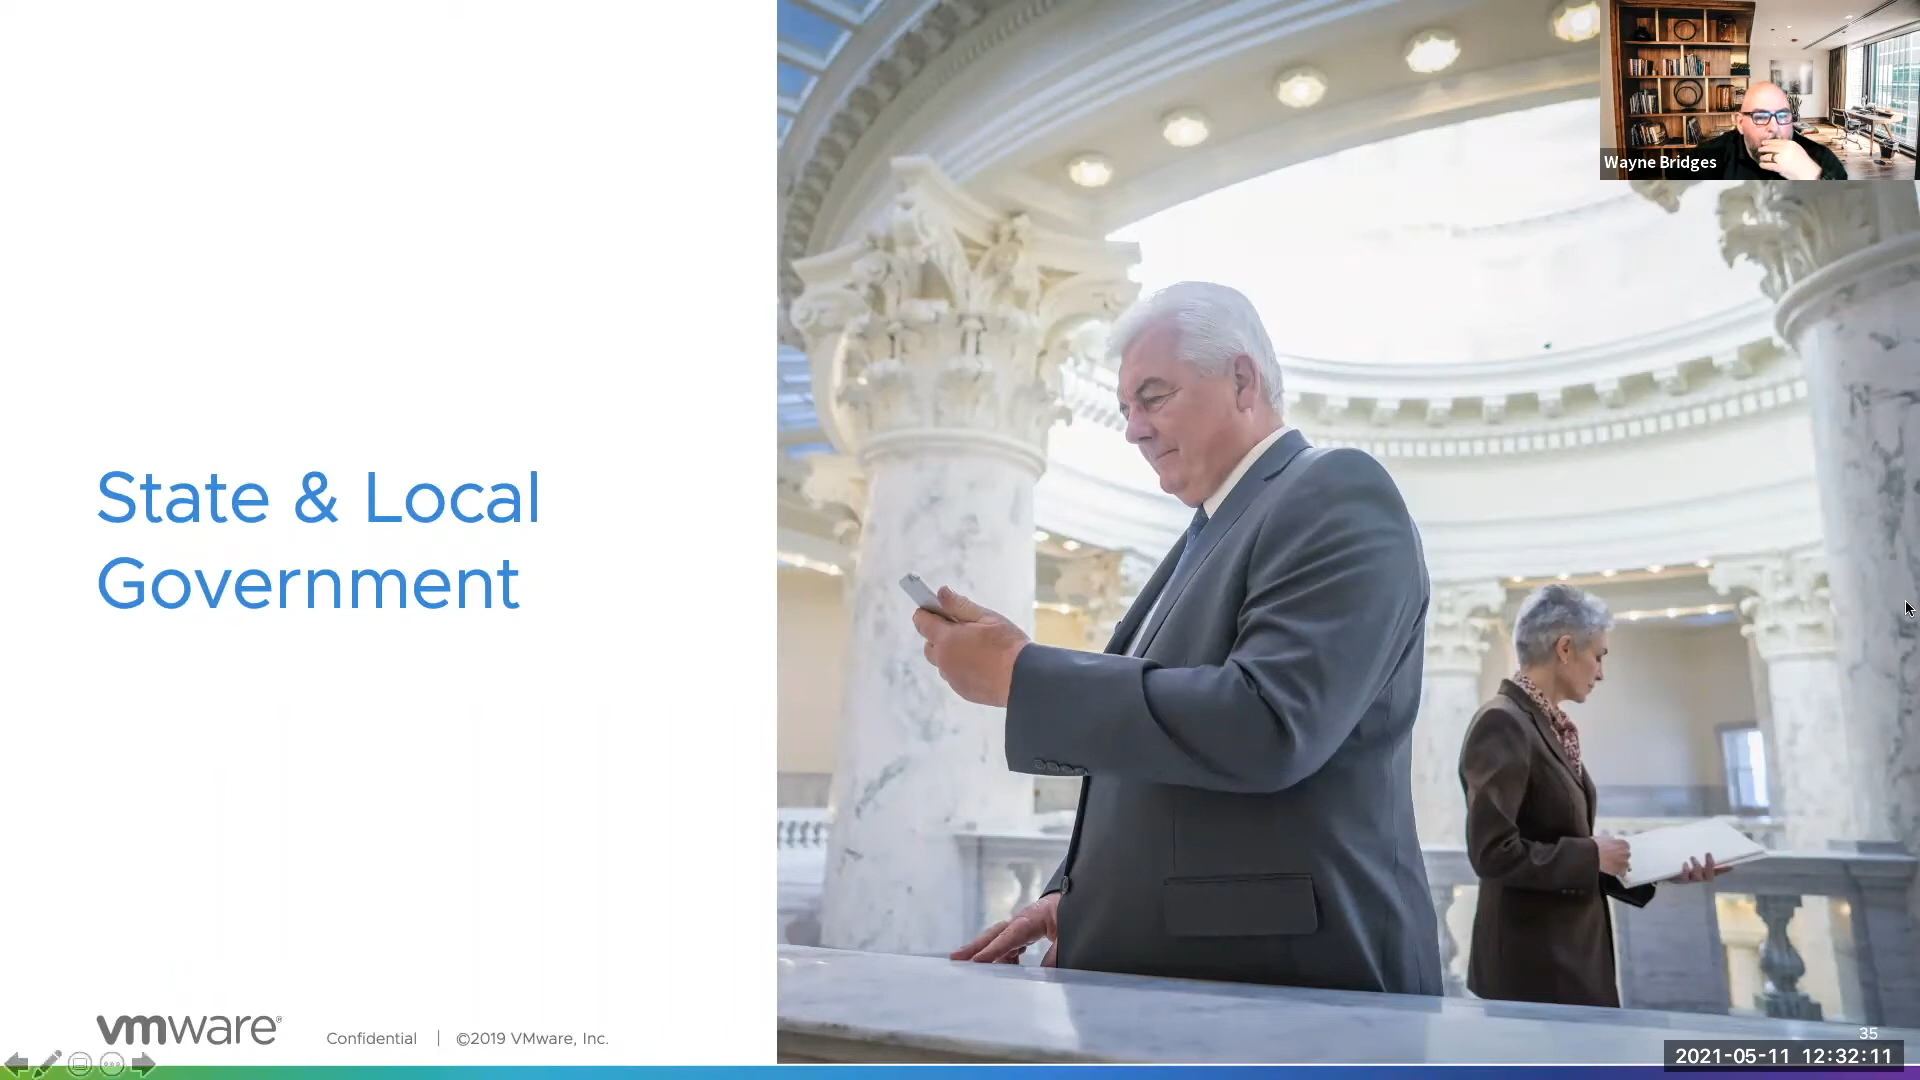 Wayne Bridges
State & Local
Government
vmware®
Confidential | ©2019 VMware, Inc.
35
2021-05-11 12:32:11